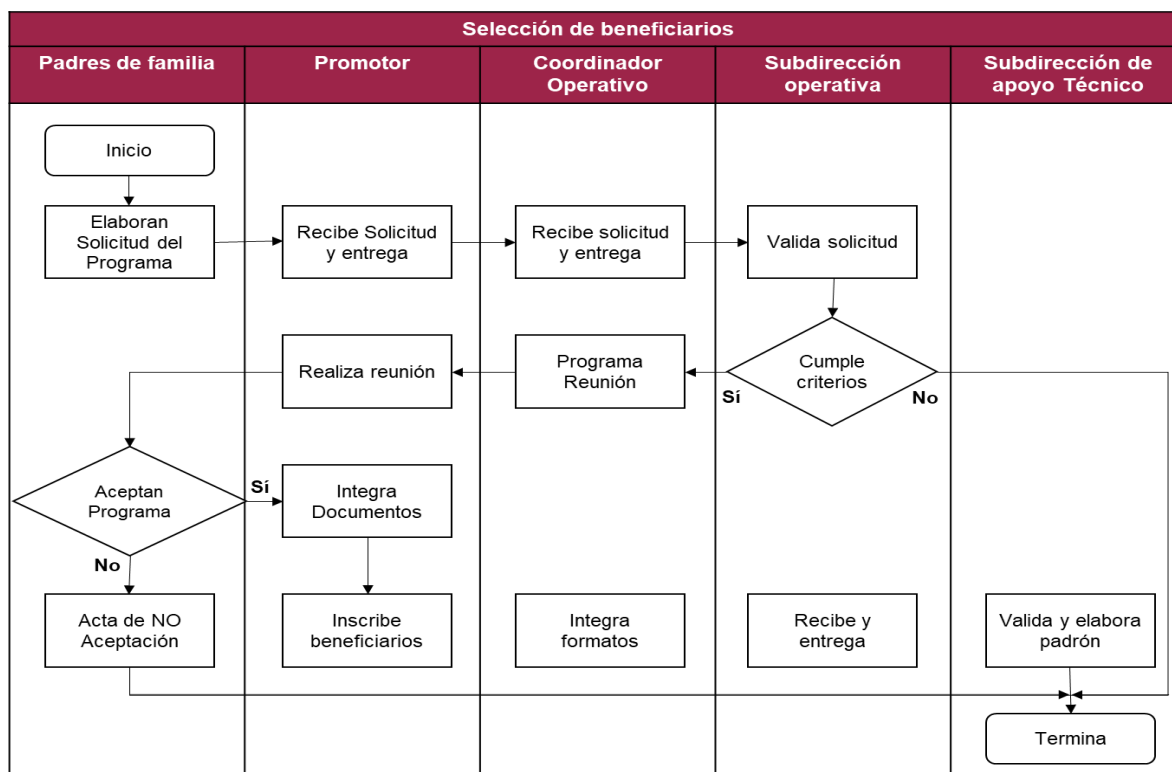 Selección de beneficiarios
Padres de familia
Promotor
Coordinador
Operativo
Subdirección
operativa
Subdirección de
apoyo Técnico
Inicio
Elaboran
Solicitud del
Programa
Recibe Solicitud
y entrega
Recibe solicitud
y entrega
Valida solicitud
Realiza reunión
Programa
Reunión
Cumple
criterios
Sí
No
Aceptan
Programa
Sí
Integra
Documentos
No
Acta de NO
Aceptación
Inscribe
beneficiarios
Integra
formatos
Recibe y
entrega
Valida y elabora
padrón
Termina